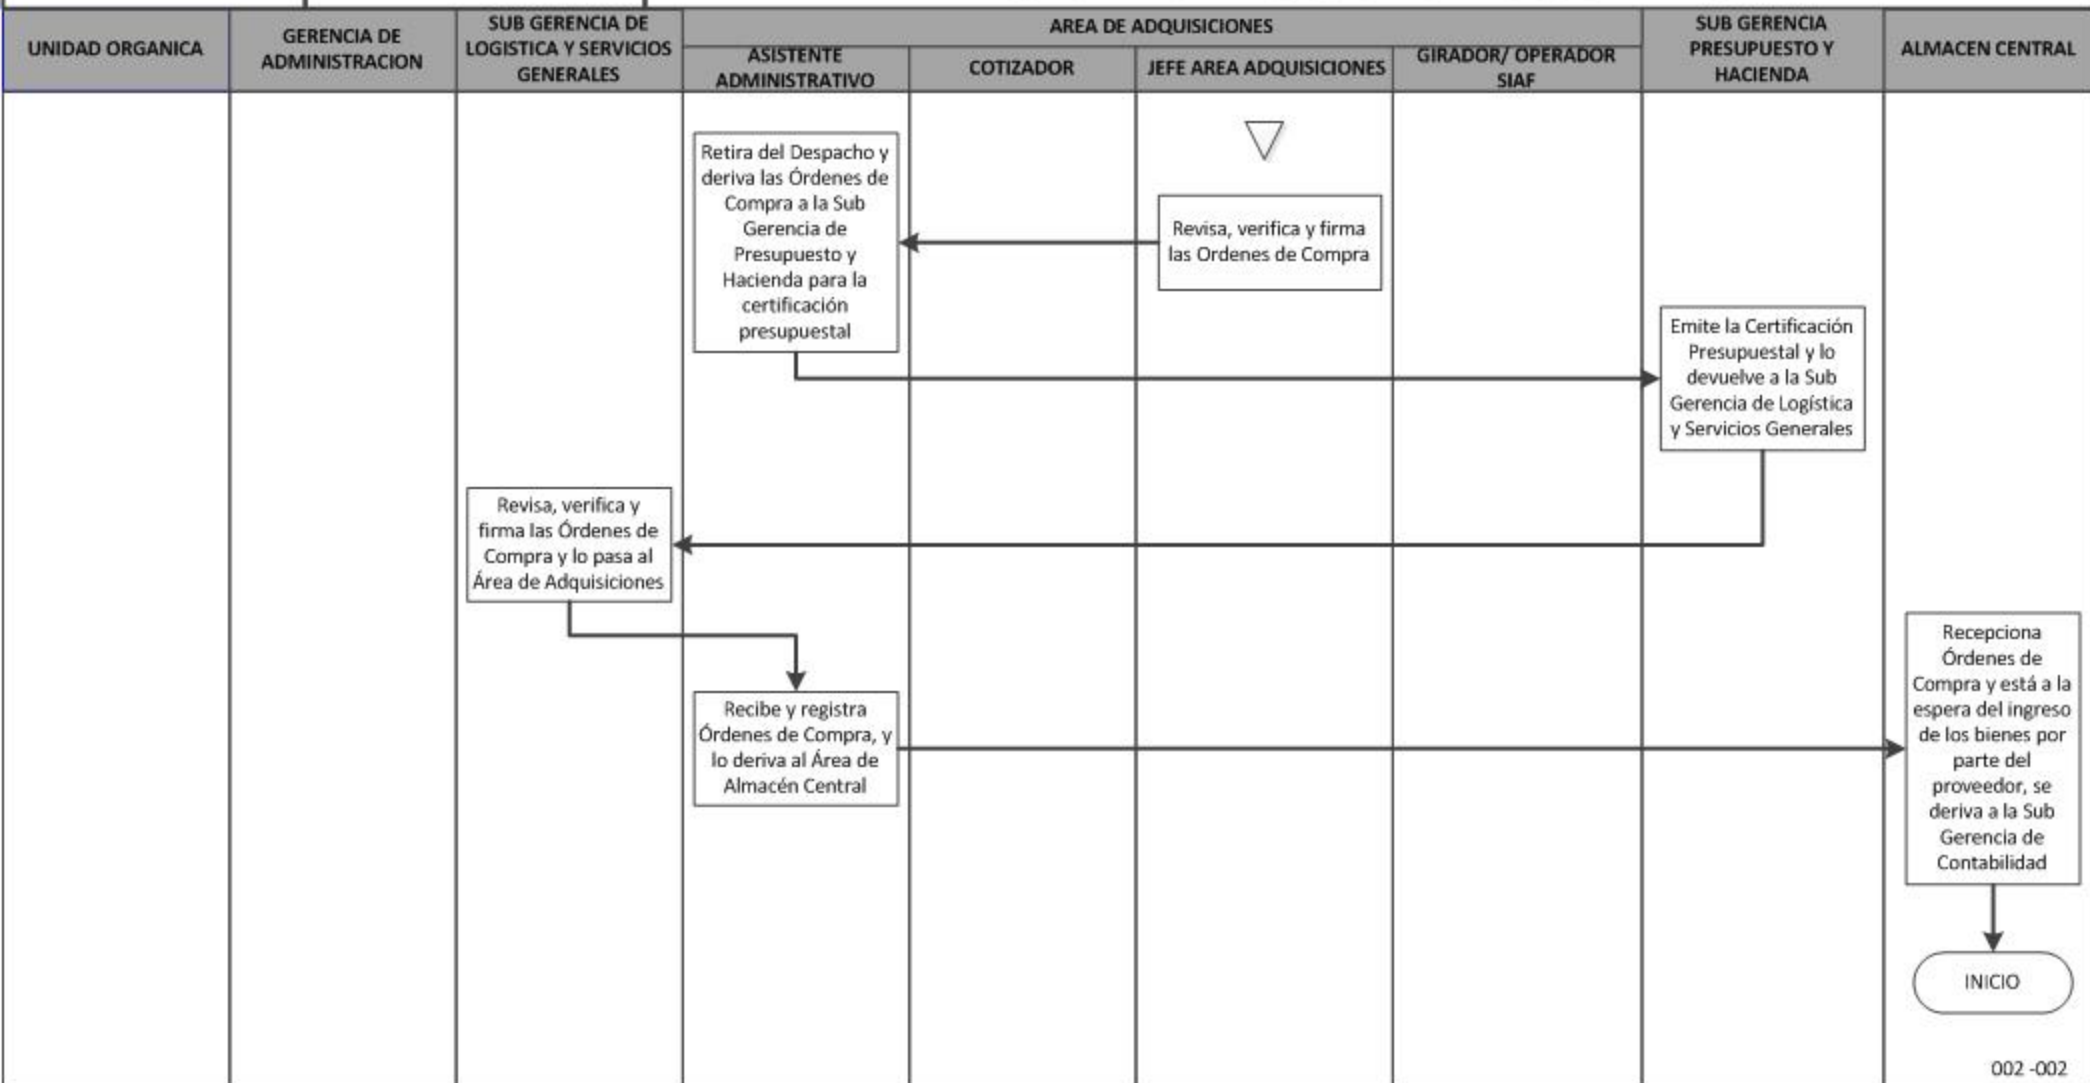 UNIDAD ORGANICA
GERENCIA DE
ADMINISTRACION
SUB GERENCIA DE
LOGISTICA Y SERVICIOS
GENERALES
AREA DE ADQUISICIONES
ASISTENTE
ADMINISTRATIVO
COTIZADOR
JEFE AREA ADQUISICIONES
GIRADOR/ OPERADOR
SIAF
SUB GERENCIA
PRESUPUESTO Y
HACIENDA
ALMACEN CENTRAL
Revisa, verifica y firma
las Ordenes de Compra
Retira del Despacho y
deriva las Órdenes de
Compra a la Sub
Gerencia de
Presupuesto y
Hacienda para la
certificación
presupuestal
Emite la Certificación
Presupuestal y lo
devuelve a la Sub
Gerencia de Logística
y Servicios Generales
Revisa, verifica y
firma las Órdenes de
Compra y lo pasa al
Área de Adquisiciones
Recibe y registra
Órdenes de Compra, y
lo deriva al Área de
Almacén Central
Recepciona
Órdenes de
Compra y está a la
espera del ingreso
de los bienes por
parte del
proveedor, se
deriva a la Sub
Gerencia de
Contabilidad
INICIO
002 -002